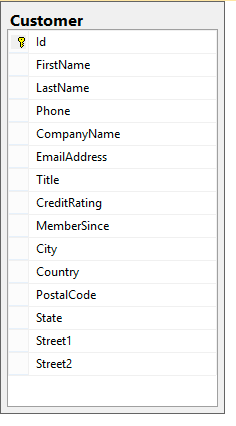 Customer
Id
FirstName
LastName
Phone
CompanyName
EmailAddress
Title
CreditRating
MemberSince
City
Country
PostalCode
State
Street1
Street2